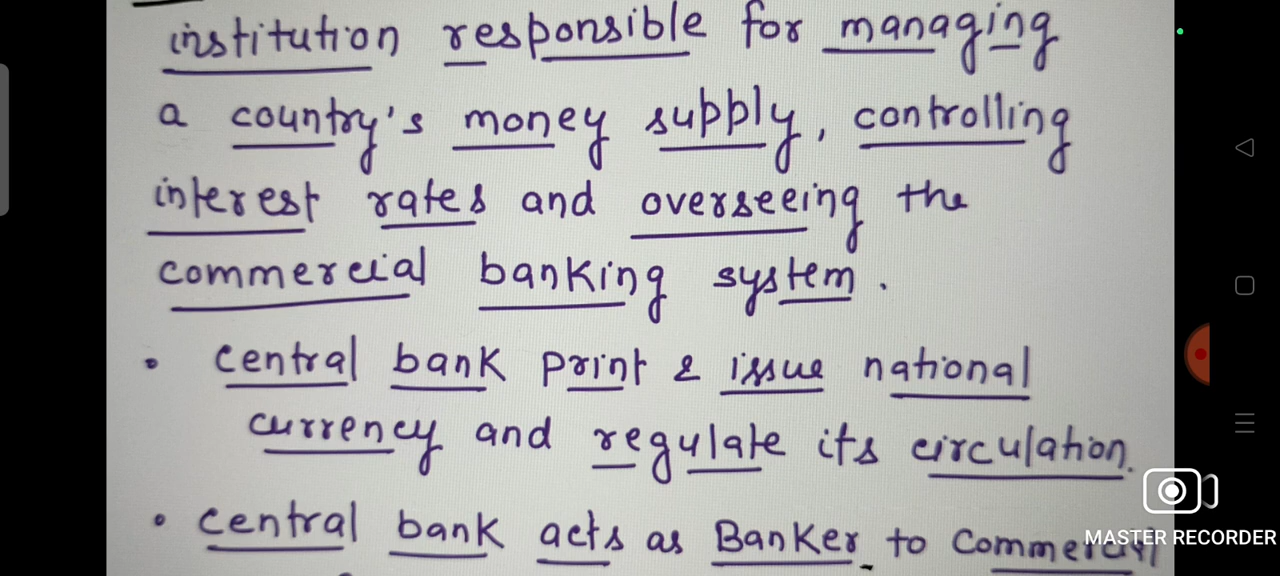 institution responsible for managing
a country's money supply, controlling
interest rates and overseeing the
commercial banking system.
• central bank print & issue national
currency and regulate its circulation.
• central bank acts as Banker to Commercial
MASTER RECORDER